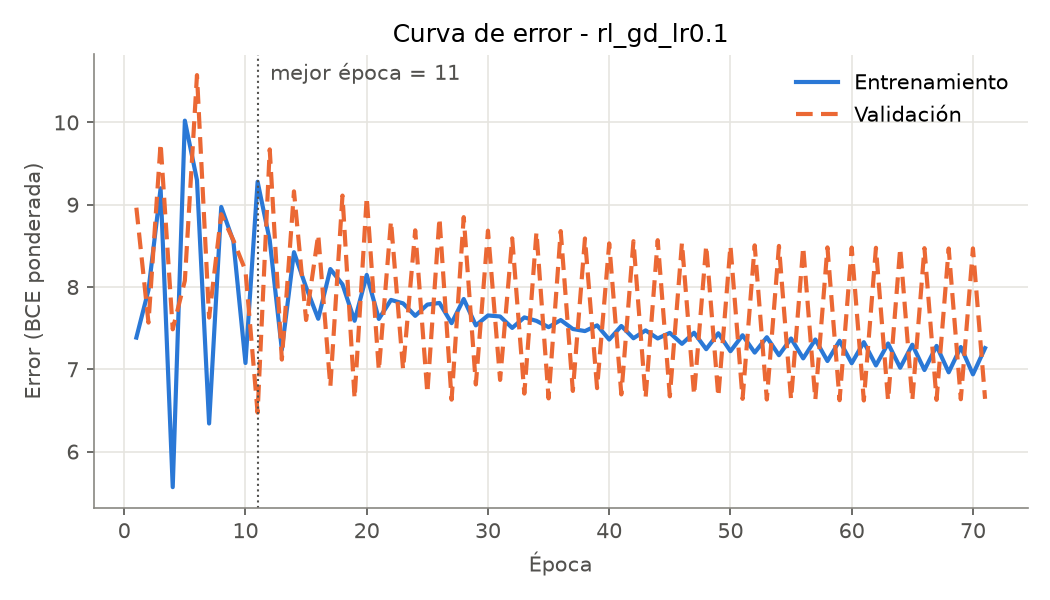 Curva de error - rl_gd_lr0.1
mejor época = 11
Entrenamiento
Validación
Error (BCE ponderada)
10
9
8
7
6
0 10 20 30 40 50 60 70
Época